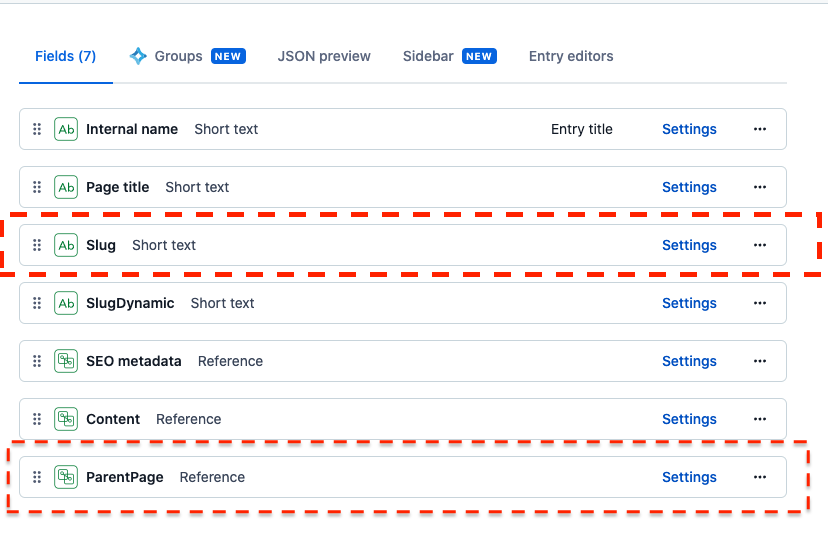 Fields (7) Groups NEW JSON preview Sidebar NEW Entry editors
Ab Internal name Short text Entry title Settings
Ab Page title Short text Settings
Ab Slug Short text Settings
Ab SlugDynamic Short text Settings
SEO metadata Reference Settings
Content Reference Settings
ParentPage Reference Settings